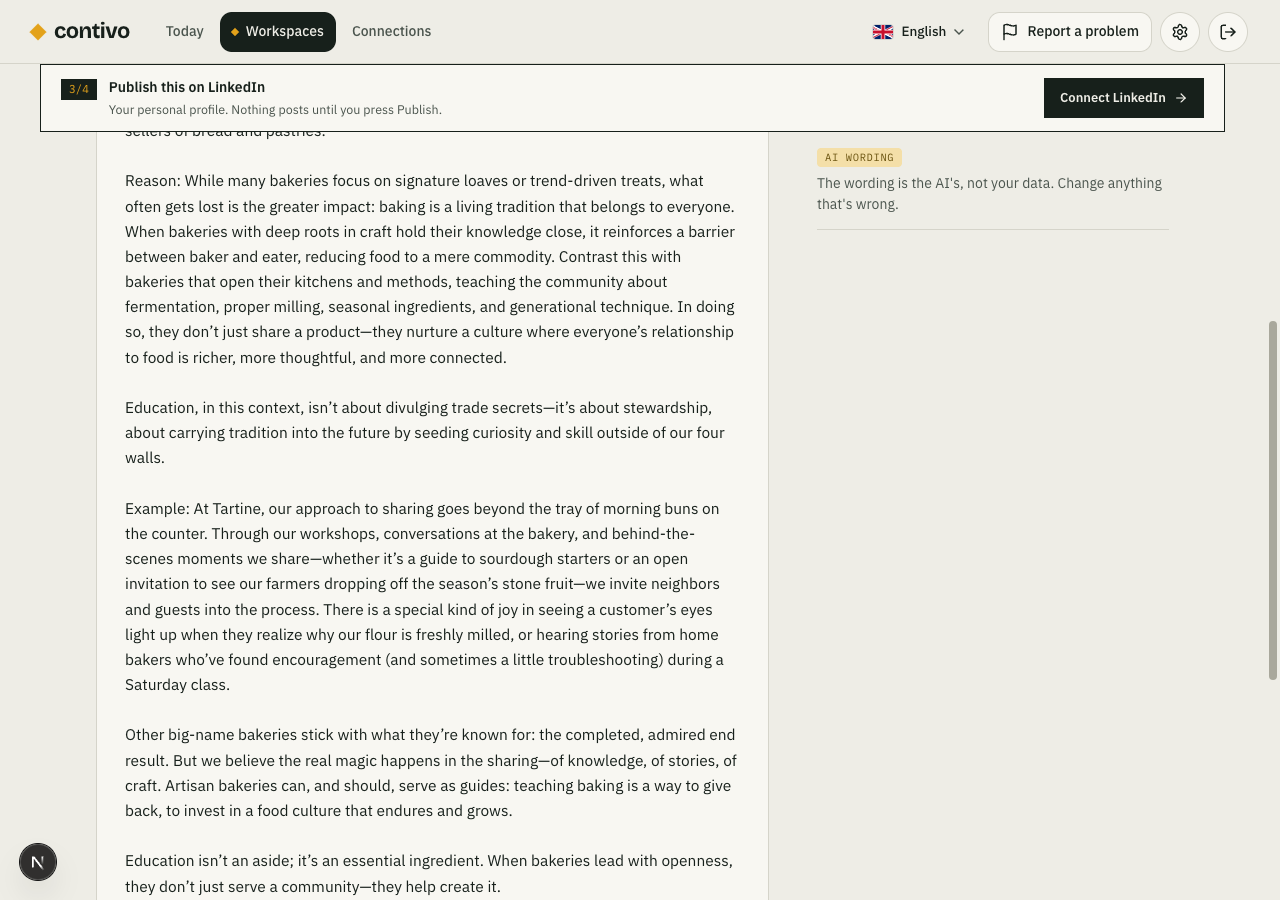 contivo
Today
Workspaces
Connections
English
Report a problem
3/4
Publish this on LinkedIn
Your personal profile. Nothing posts until you press Publish.
Connect LinkedIn
sellers of bread and pastries.
AI WORDING
The wording is the AI's, not your data. Change anything
that's wrong.
Reason: While many bakeries focus on signature loaves or trend-driven treats, what
often gets lost is the greater impact: baking is a living tradition that belongs to everyone.
When bakeries with deep roots in craft hold their knowledge close, it reinforces a barrier
between baker and eater, reducing food to a mere commodity. Contrast this with
bakeries that open their kitchens and methods, teaching the community about
fermentation, proper milling, seasonal ingredients, and generational technique. In doing
so, they don’t just share a product—they nurture a culture where everyone’s relationship
to food is richer, more thoughtful, and more connected.
Education, in this context, isn’t about divulging trade secrets—it’s about stewardship,
about carrying tradition into the future by seeding curiosity and skill outside of our four
walls.
Example: At Tartine, our approach to sharing goes beyond the tray of morning buns on
the counter. Through our workshops, conversations at the bakery, and behind-the-
scenes moments we share—whether it’s a guide to sourdough starters or an open
invitation to see our farmers dropping off the season’s stone fruit—we invite neighbors
and guests into the process. There is a special kind of joy in seeing a customer’s eyes
light up when they realize why our flour is freshly milled, or hearing stories from home
bakers who’ve found encouragement (and sometimes a little troubleshooting) during a
Saturday class.
Other big-name bakeries stick with what they’re known for: the completed, admired end
result. But we believe the real magic happens in the sharing—of knowledge, of stories, of
craft. Artisan bakeries can, and should, serve as guides: teaching baking is a way to give
back, to invest in a food culture that endures and grows.
Education isn’t an aside; it’s an essential ingredient. When bakeries lead with openness,
they don’t just serve a community—they help create it.
N